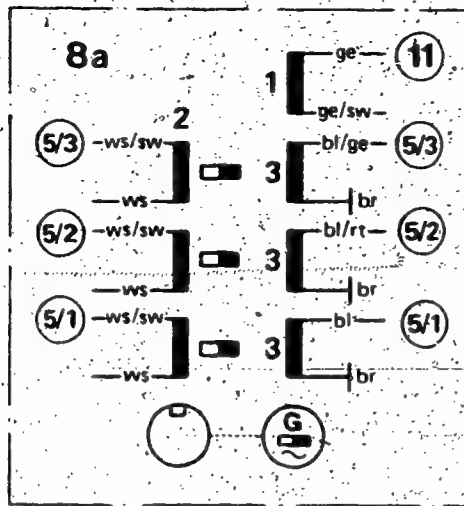 8a
ge 11
1
ge/sw
2
5/3 ws/sw bl/ge 5/3
3
ws br
5/2 ws/sw bl/rt 5/2
3
ws br
5/1 ws/sw bl 5/1
3
ws br
G
~